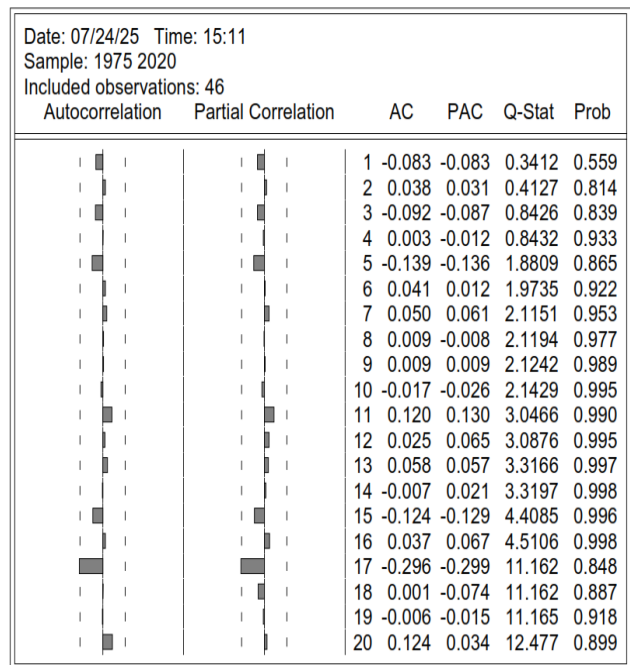 Date: 07/24/25 Time: 15:11
Sample: 1975 2020
Included observations: 46
Autocorrelation Partial Correlation AC PAC Q-Stat Prob
1 -0.083 -0.083 0.3412 0.559
2 0.038 0.031 0.4127 0.814
3 -0.092 -0.087 0.8426 0.839
4 0.003 -0.012 0.8432 0.933
5 -0.139 -0.136 1.8809 0.865
6 0.041 0.012 1.9735 0.922
7 0.050 0.061 2.1151 0.953
8 0.009 -0.008 2.1194 0.977
9 0.009 0.009 2.1242 0.989
10 -0.017 -0.026 2.1429 0.995
11 0.120 0.130 3.0466 0.990
12 0.025 0.065 3.0876 0.995
13 0.058 0.057 3.3166 0.997
14 -0.007 0.021 3.3197 0.998
15 -0.124 -0.129 4.4085 0.996
16 0.037 0.067 4.5106 0.998
17 -0.296 -0.299 11.162 0.848
18 0.001 -0.074 11.162 0.887
19 -0.006 -0.015 11.165 0.918
20 0.124 0.034 12.477 0.899